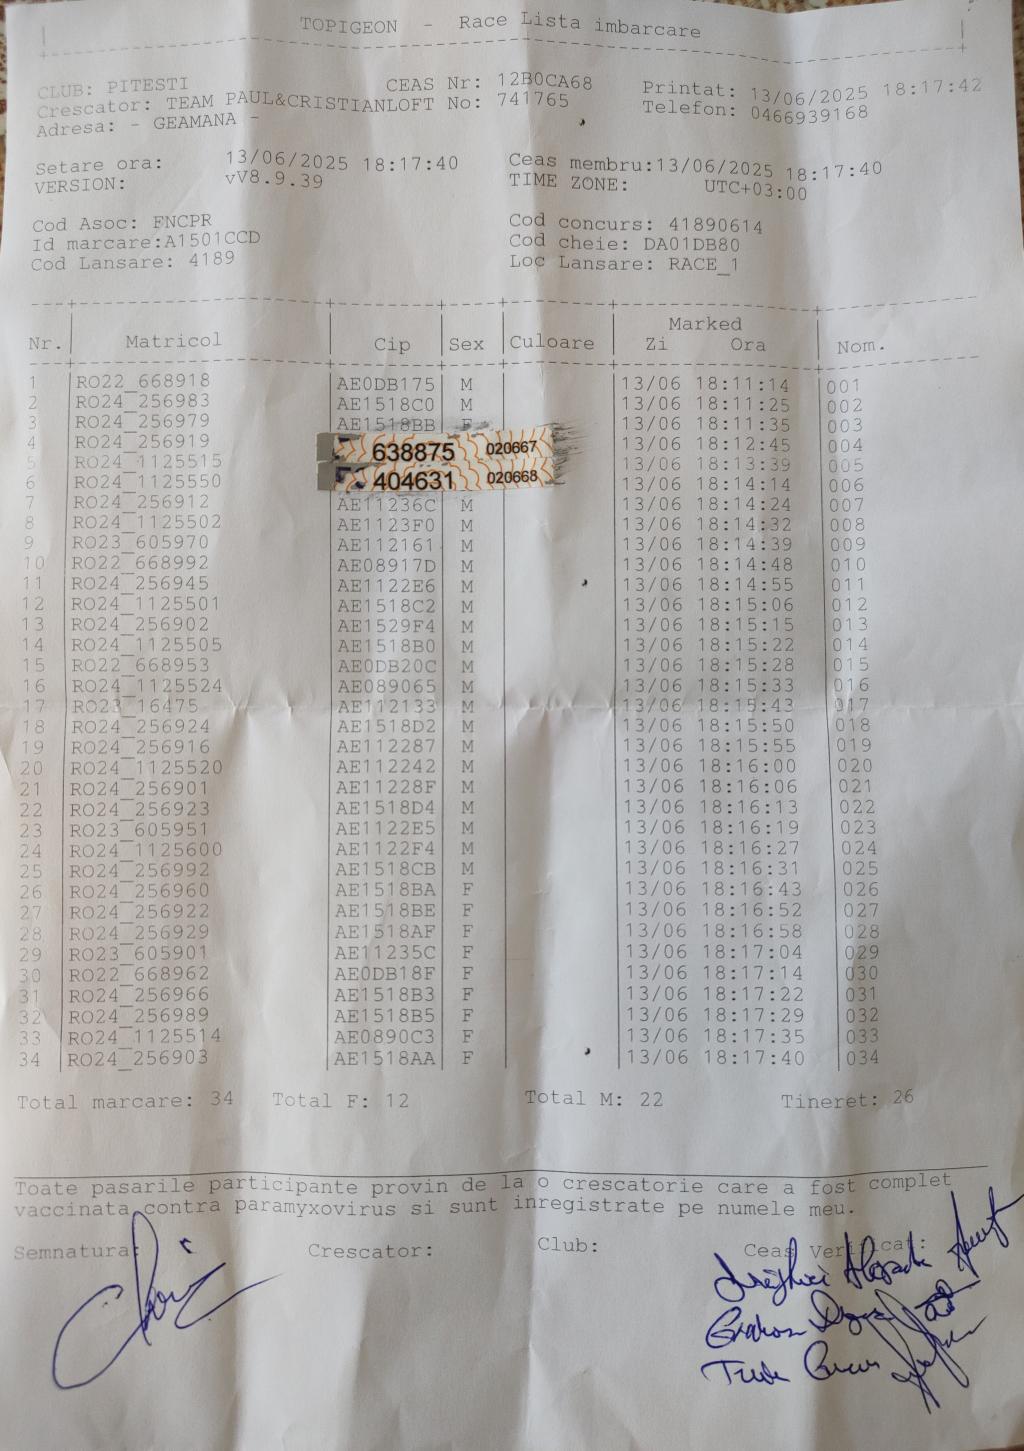 TOPIGEON - Race Lista imbarcare
CLUB: PITESTI CEAS Nr: 12B0CA68 Printat: 13/06/2025 18:17:42
Crescator: TEAM PAUL&CRISTIANLOFT No: 741765 Telefon: 0466939168
Adresa: - GEAMANA -
Setare ora: 13/06/2025 18:17:40 Ceas membru:13/06/2025 18:17:40
VERSION: vV8.9.39 TIME ZONE: UTC+03:00
Cod Asoc: FNCPR Cod concurs: 41890614
Id marcare:A1501CCD Cod cheie: DA01DB80
Cod Lansare: 4189 Loc Lansare: RACE_1
Marked
Nr. Matricol Cip Sex Culoare Zi Ora Nom.
1 RO22_668918 AE0DB175 M 13/06 18:11:14 001
2 RO24_256983 AE1518C0 M 13/06 18:11:25 002
3 RO24_256979 AE1518BB F 13/06 18:11:35 003
4 RO24_256919 638875 020667 13/06 18:12:45 004
5 RO24_1125515 13/06 18:13:39 005
6 RO24_1125550 404631 020668 13/06 18:14:14 006
7 RO24_256912 AE11236C M 13/06 18:14:24 007
8 RO24_1125502 AE1123F0 M 13/06 18:14:32 008
9 RO23_605970 AE112161 M 13/06 18:14:39 009
10 RO22_668992 AE08917D M 13/06 18:14:48 010
11 RO24_256945 AE1122E6 M 13/06 18:14:55 011
12 RO24_1125501 AE1518C2 M 13/06 18:15:06 012
13 RO24_256902 AE1529F4 M 13/06 18:15:15 013
14 RO24_1125505 AE1518B0 M 13/06 18:15:22 014
15 RO22_668953 AE0DB20C M 13/06 18:15:28 015
16 RO24_1125524 AE089065 M 13/06 18:15:33 016
17 RO23_16475 AE112133 M 13/06 18:15:43 017
18 RO24_256924 AE1518D2 M 13/06 18:15:50 018
19 RO24_256916 AE112287 M 13/06 18:15:55 019
20 RO24_1125520 AE112242 M 13/06 18:16:00 020
21 RO24_256901 AE11228F M 13/06 18:16:06 021
22 RO24_256923 AE1518D4 M 13/06 18:16:13 022
23 RO23_605951 AE1122E5 M 13/06 18:16:19 023
24 RO24_1125600 AE1122F4 M 13/06 18:16:27 024
25 RO24_256992 AE1518CB M 13/06 18:16:31 025
26 RO24_256960 AE1518BA F 13/06 18:16:43 026
27 RO24_256922 AE1518BE F 13/06 18:16:52 027
28 RO24_256929 AE1518AF F 13/06 18:16:58 028
29 RO23_605901 AE11235C F 13/06 18:17:04 029
30 RO22_668962 AE0DB18F F 13/06 18:17:14 030
31 RO24_256966 AE1518B3 F 13/06 18:17:22 031
32 RO24_256989 AE1518B5 F 13/06 18:17:29 032
33 RO24_1125514 AE0890C3 F 13/06 18:17:35 033
34 RO24_256903 AE1518AA F 13/06 18:17:40 034
Total marcare: 34 Total F: 12 Total M: 22 Tineret: 26
Toate pasarile participante provin de la o crescatorie care a fost complet
vaccinata contra paramyxovirus si sunt inregistrate pe numele meu.
Semnatura Crescator: Club: Ceas Verificat: